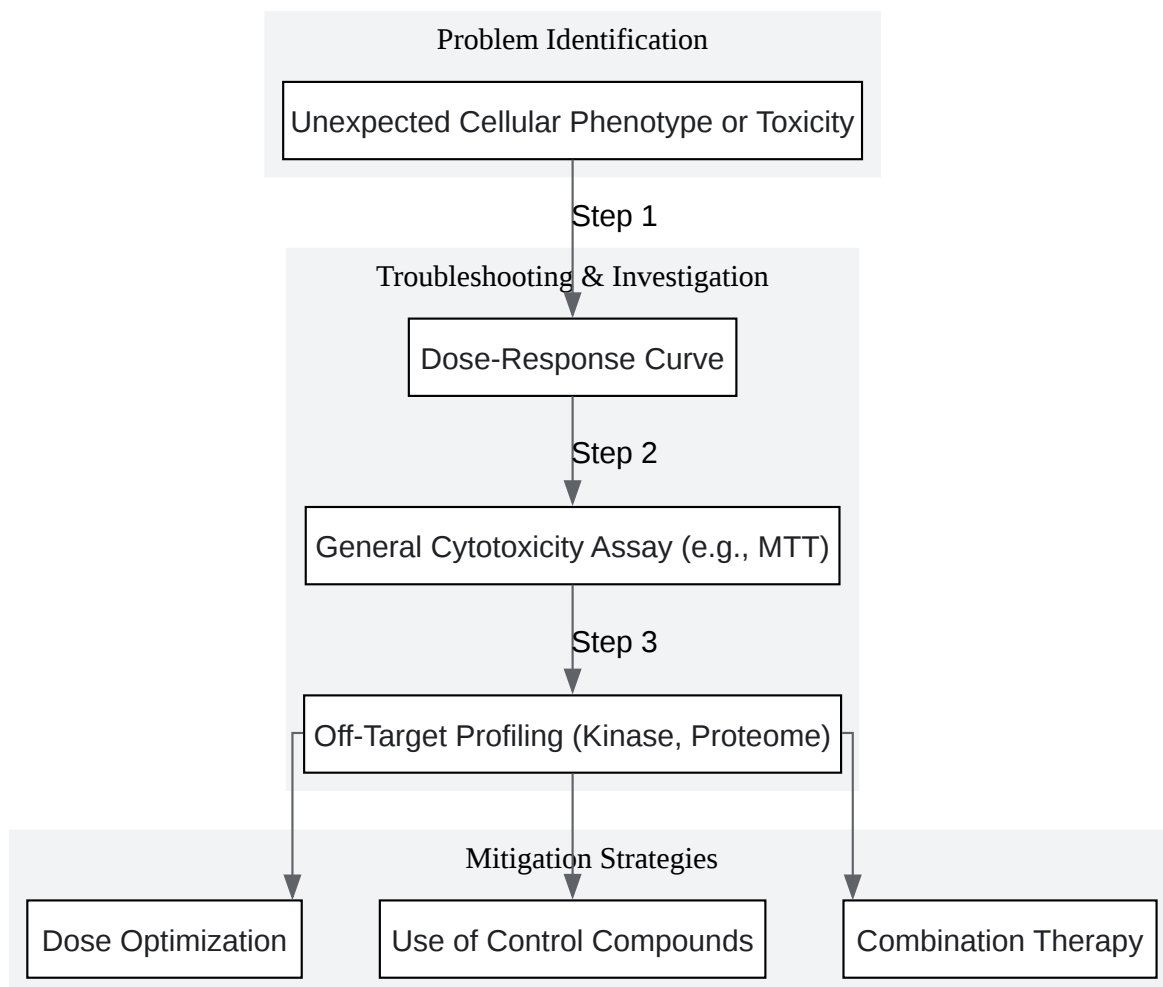 Problem Identification
Unexpected Cellular Phenotype or Toxicity
Step 1
Troubleshooting & Investigation
Dose-Response Curve
Step 2
General Cytotoxicity Assay (e.g., MTT)
Step 3
Off-Target Profiling (Kinase, Proteome)
Mitigation Strategies
Dose Optimization
Use of Control Compounds
Combination Therapy